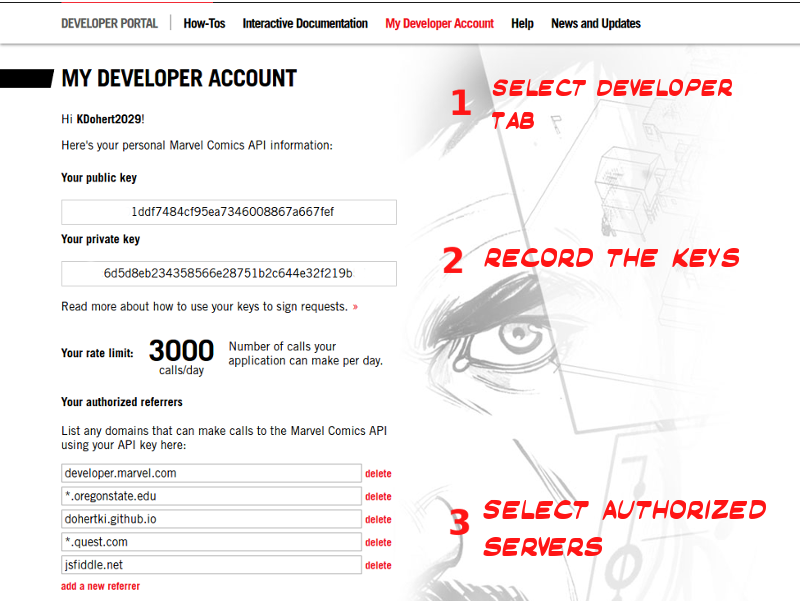 DEVELOPER PORTAL How-Tos Interactive Documentation My Developer Account Help News and Updates
MY DEVELOPER ACCOUNT
Hi KDohert2029!
Here's your personal Marvel Comics API information:
Your public key
1ddf7484cf95ea7346008867a667fef
Your private key
6d5d8eb234358566e28751b2c644e32f219b
Read more about how to use your keys to sign requests. »
Your rate limit: 3000 calls/day Number of calls your
application can make per day.
Your authorized referrers
List any domains that can make calls to the Marvel Comics API
using your API key here:
developer.marvel.com delete
*.oregonstate.edu delete
dohertki.github.io delete
*.quest.com delete
jsfiddle.net delete
add a new referrer
1 SELECT DEVELOPER
TAB
2 RECORD THE KEYS
3 SELECT AUTHORIZED
SERVERS